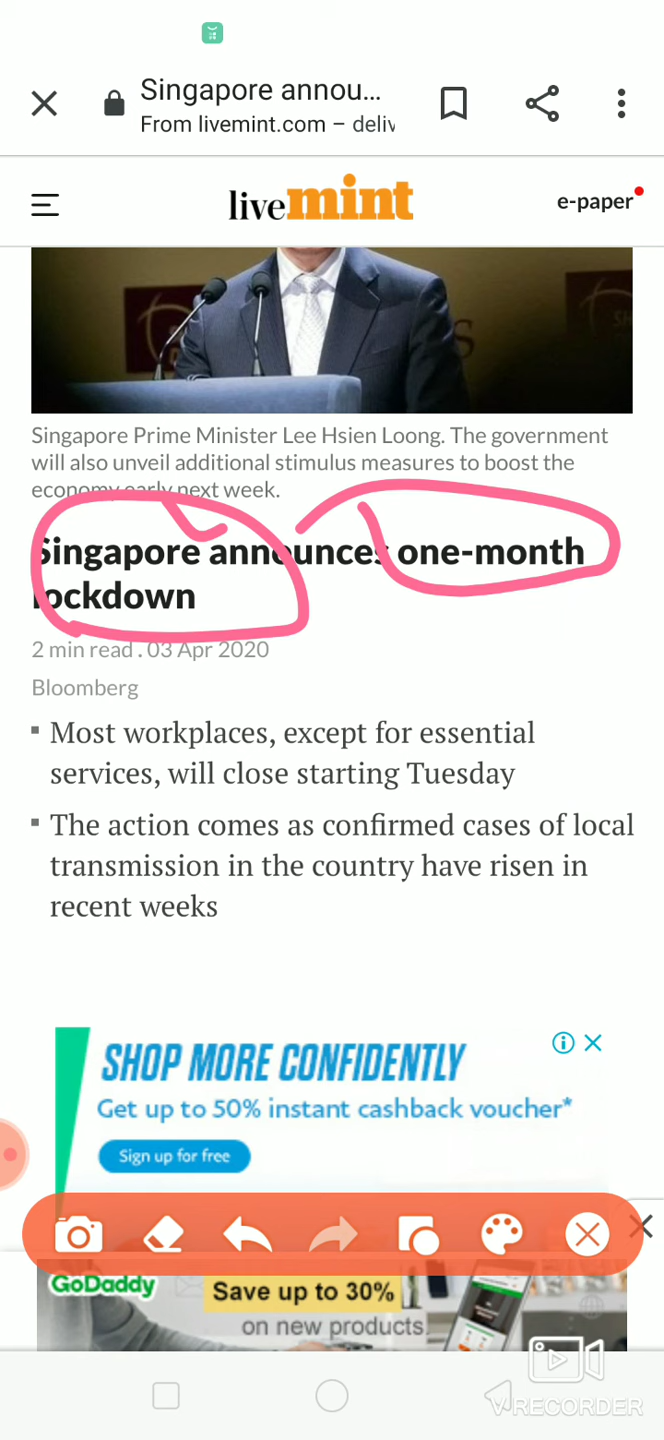 Singapore annou...
From livemint.com – deliv
livemint
e-paper
Singapore Prime Minister Lee Hsien Loong. The government
will also unveil additional stimulus measures to boost the
economy early next week.
Singapore announces one-month
lockdown
2 min read . 03 Apr 2020
Bloomberg
▪ Most workplaces, except for essential
services, will close starting Tuesday
▪ The action comes as confirmed cases of local
transmission in the country have risen in
recent weeks
SHOP MORE CONFIDENTLY
Get up to 50% instant cashback voucher*
Sign up for free
GoDaddy
Save up to 30%
on new products.
VRECORDER